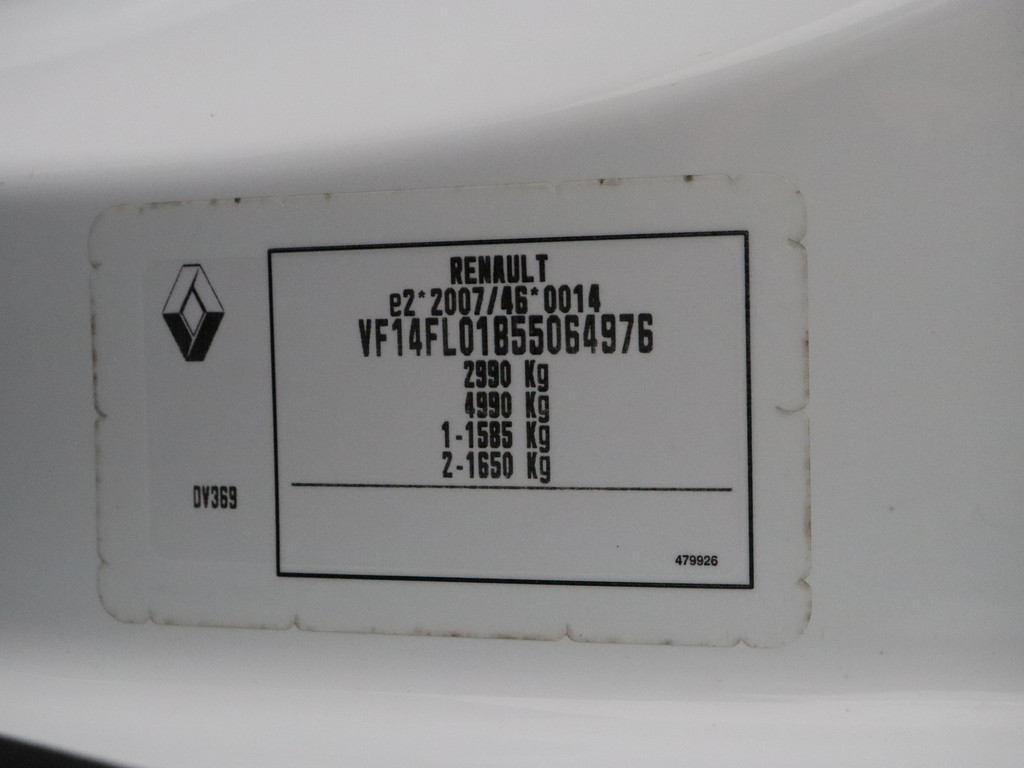 RENAULT
e2*2007/46*0014
VF14FL01855064976
2990 Kg
4990 Kg
1-1585 Kg
2-1650 Kg
DV369
479926